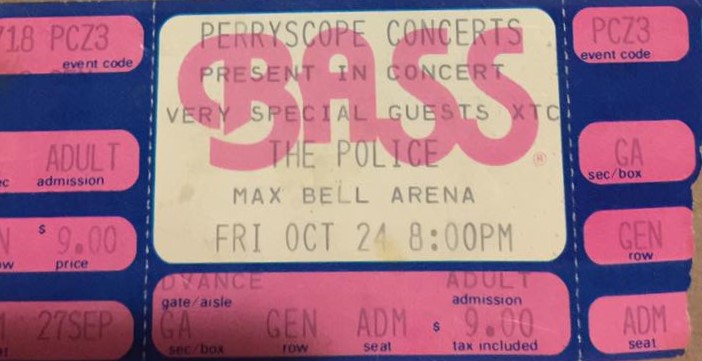 718 PCZ3
event code
ADULT
admission
$ 9.00
price
27SEP
PERRYSCOPE CONCERTS
PRESENT IN CONCERT
BASS
VERY SPECIAL GUESTS XTC
THE POLICE
®
MAX BELL ARENA
FRI OCT 24 8:00PM
DVANCE ADULT
gate/aisle admission
GA GEN ADM $ 9.00
sec/box row seat tax included
PCZ3
event code
GA
sec/box
GEN
row
ADM
seat